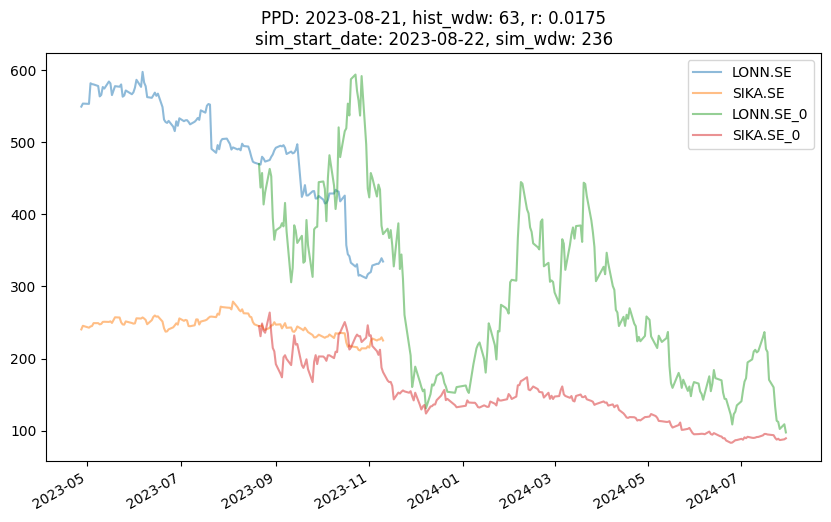 PPD: 2023-08-21, hist_wdw: 63, r: 0.0175
sim_start_date: 2023-08-22, sim_wdw: 236
LONN.SE
SIKA.SE
LONN.SE_0
SIKA.SE_0
600
500
400
300
200
100
2023-05
2023-07
2023-09
2023-11
2024-01
2024-03
2024-05
2024-07